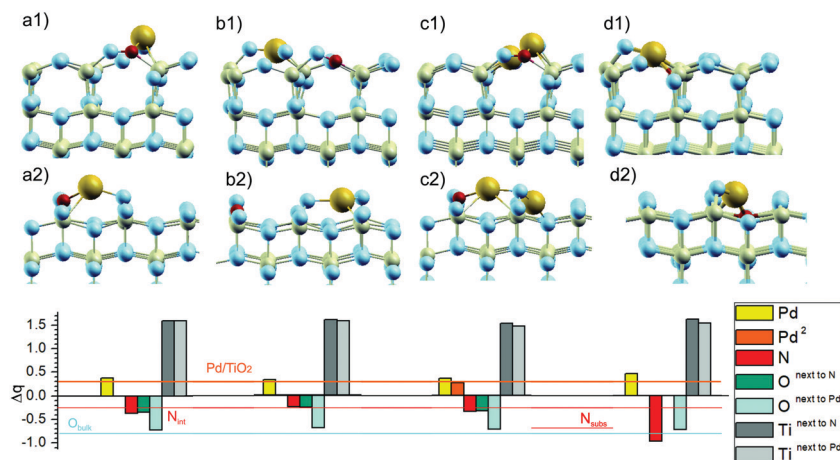 a1)
b1)
c1)
d1)
a2)
b2)
c2)
d2)
1.5
1.0
0.5
0.0
-0.5
-1.0
Δq
Pd/TiO2
Nint
Nsubs
Obulk
Pd
Pd2
N
O next to N
O next to Pd
Ti next to N
Ti next to Pd